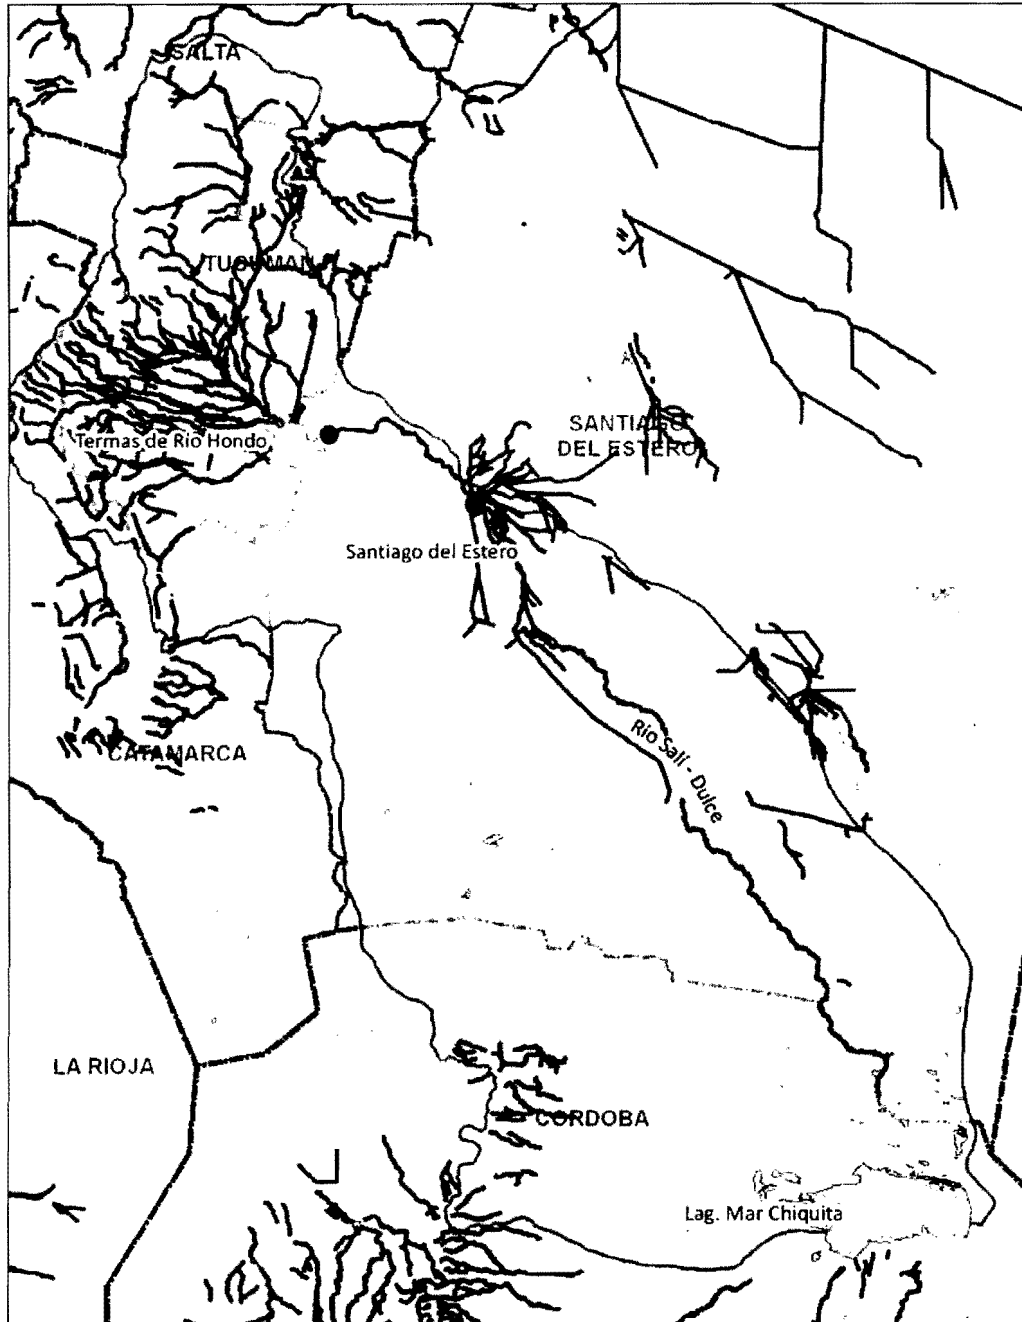 SALTA
TUCUMAN
SANTIAGO
DEL ESTERO
Termas de Rio Hondo
Santiago del Estero
Río Salí - Dulce
CATAMARCA
LA RIOJA
CORDOBA
Lag. Mar Chiquita